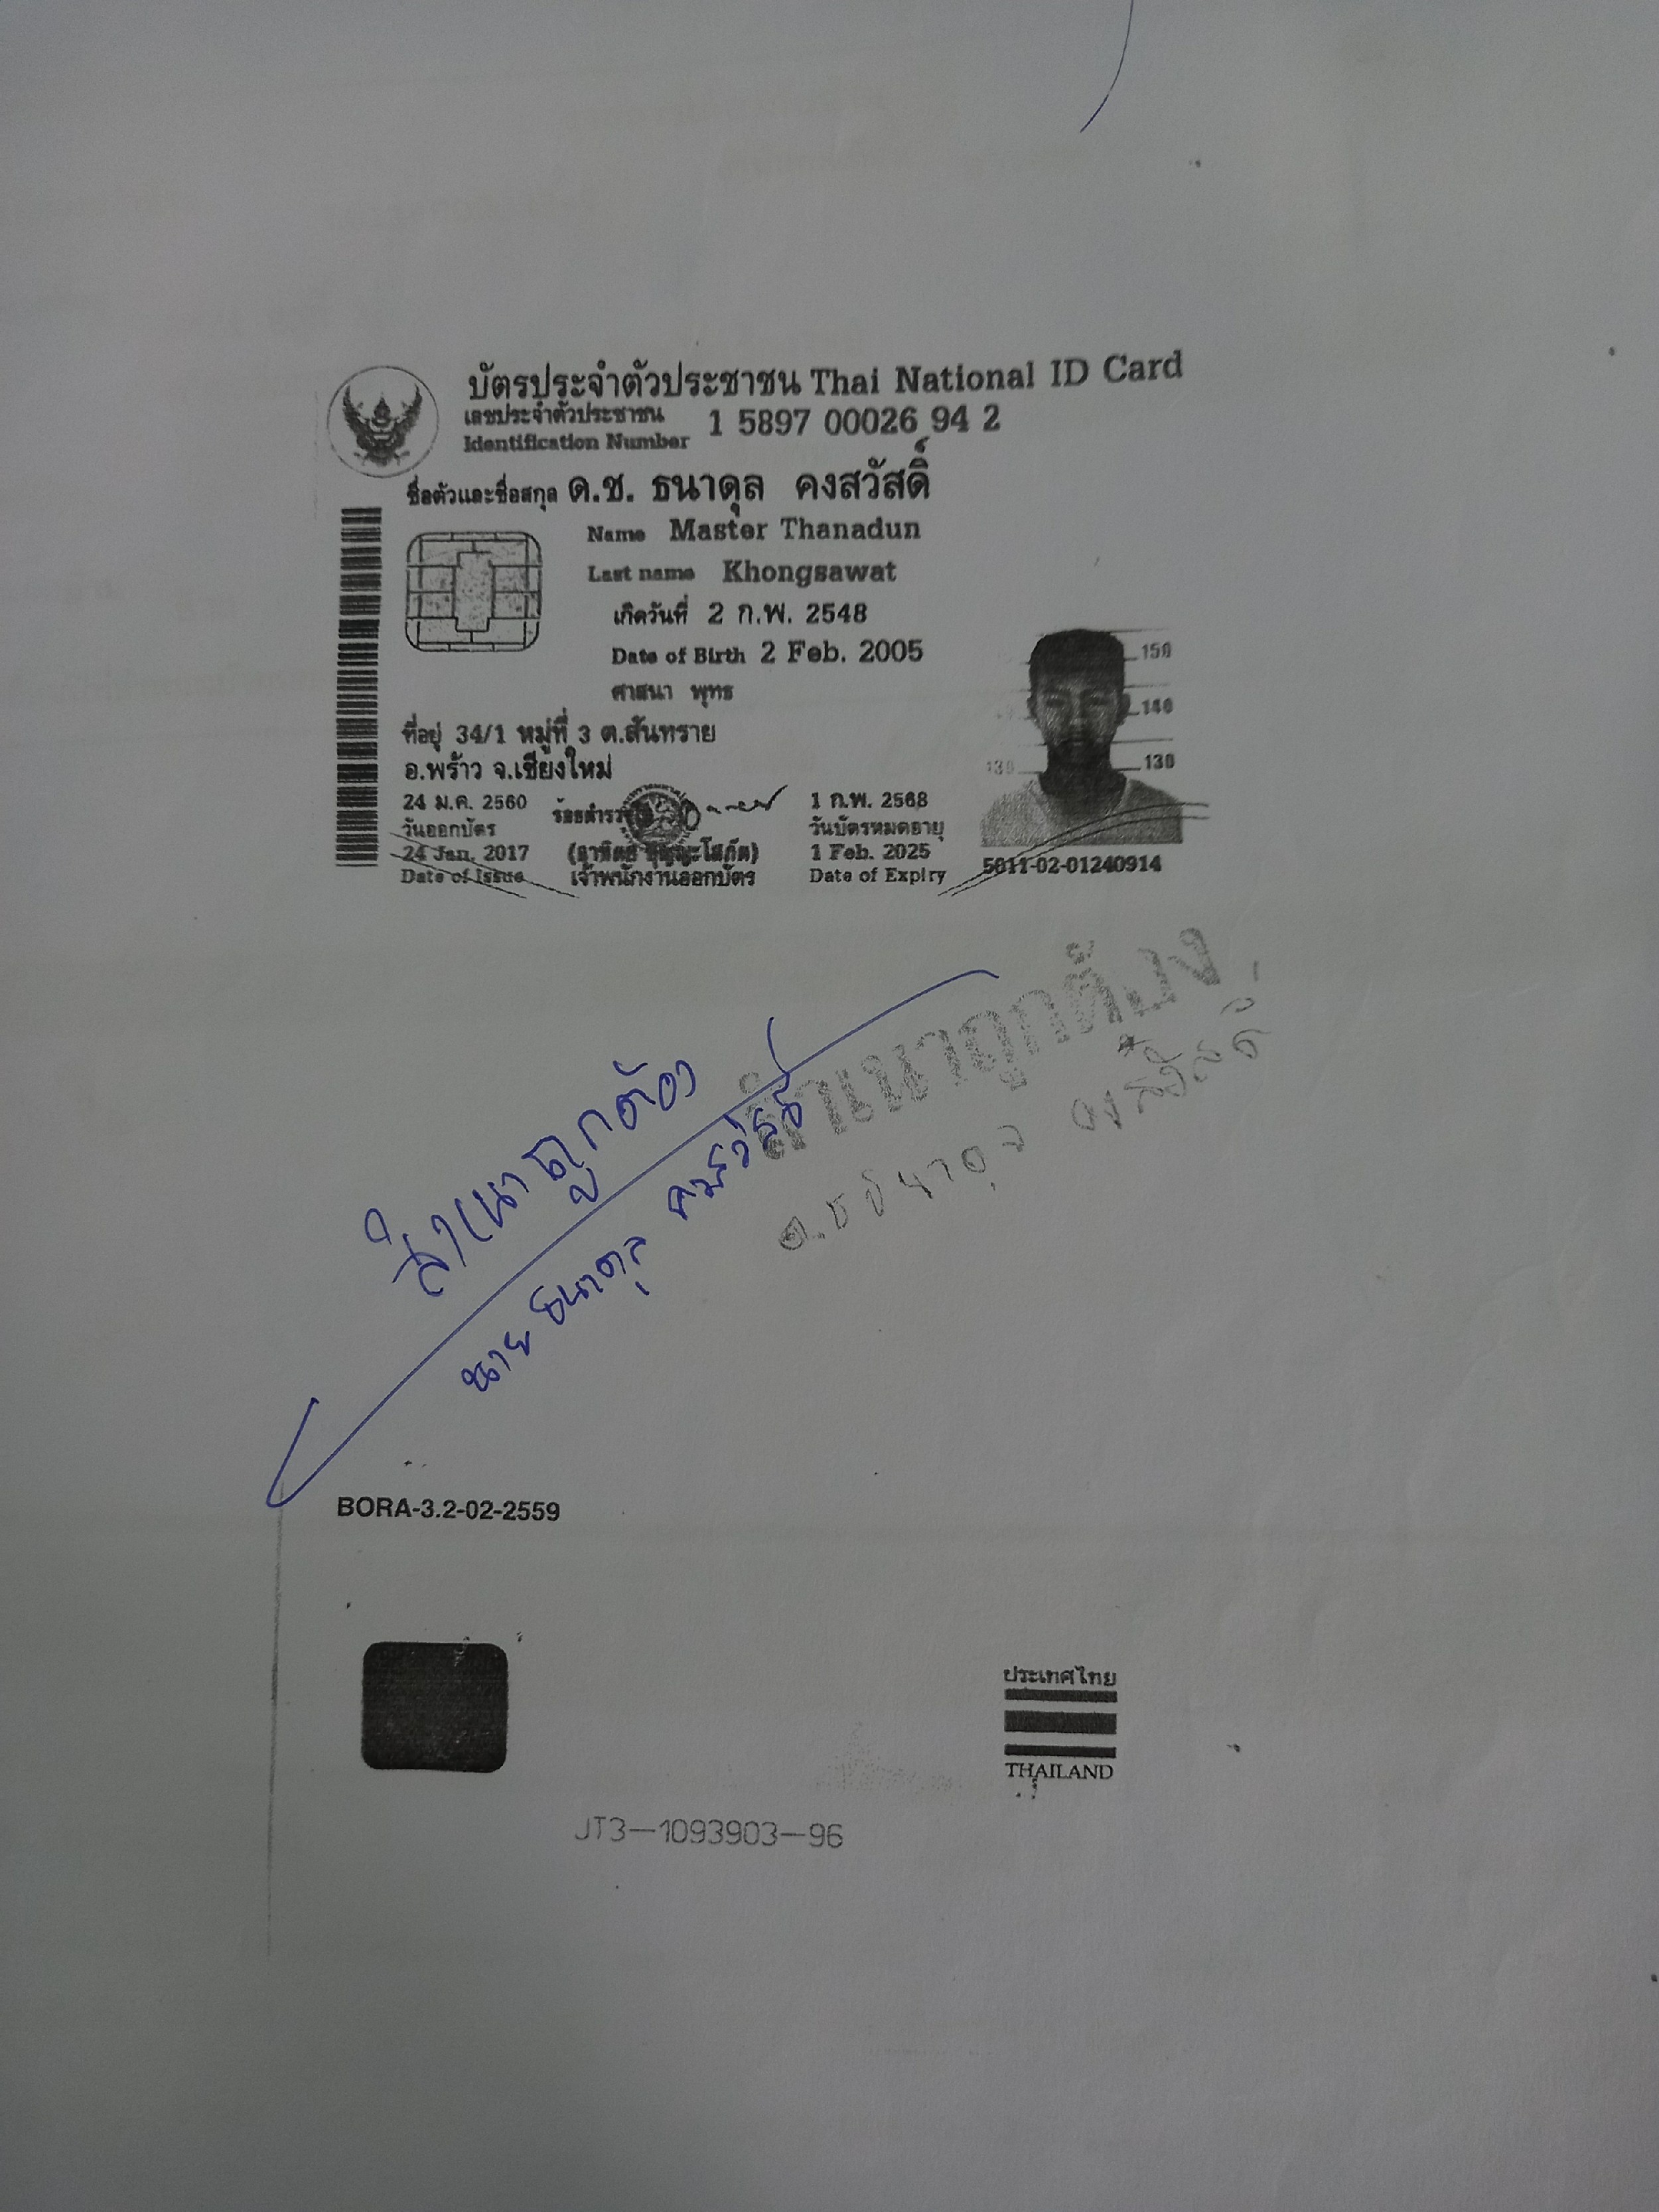 บัตรประจำตัวประชาชน Thai National ID Card
เลขประจำตัวประชาชน
Identification Number
1 5897 00026 94 2
ชื่อตัวและชื่อสกุล ด.ช. ธนาดุล คงสวัสดิ์
Name Master Thanadun
Last name Khongsawat
เกิดวันที่ 2 ก.พ. 2548
Date of Birth 2 Feb. 2005
ศาสนา พุทธ
ที่อยู่ 34/1 หมู่ที่ 3 ต.สันทราย
อ.พร้าว จ.เชียงใหม่
150
140
130
130
24 ม.ค. 2560
วันออกบัตร
24 Jan. 2017
Date of Issue
เจ้าพนักงานออกบัตร
1 ก.พ. 2568
วันบัตรหมดอายุ
1 Feb. 2025
Date of Expiry
5011-02-01240914
สำเนาถูกต้อง
ด.ช ธนาดุล คงสวัสดิ์
สำเนาถูกต้อง
นาย ธนาดุล คงสวัสดิ์
BORA-3.2-02-2559
ประเทศไทย
THAILAND
JT3-1093903-96